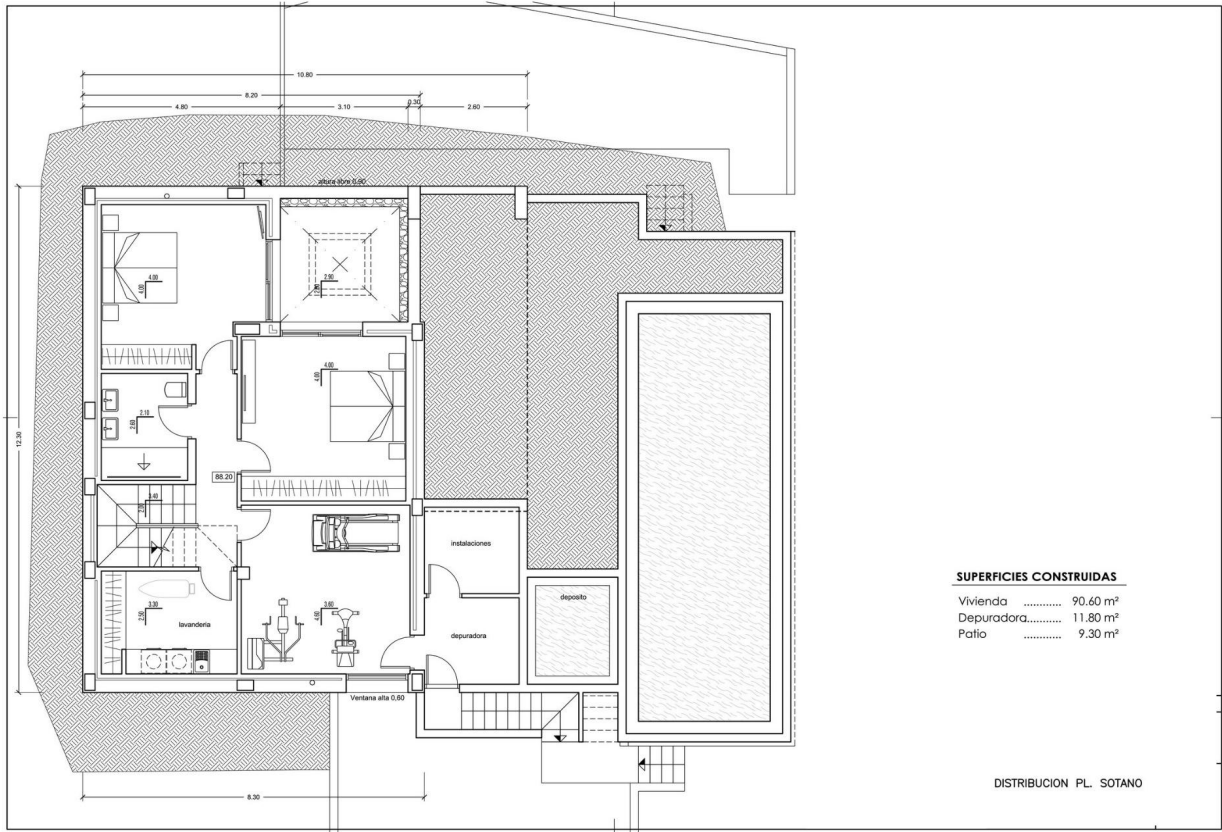 10.80
8,20
4.80
3.10
0.30
2.60
altura libre 0,60
12.30
4.00
4.00
2.90
2.80
4.00
4.00
2.10
2.60
88.20
3.40
2.00
instalaciones
deposito
3.30
2.50
lavanderia
3.60
4.60
depuradora
Ventana alta 0,60
8.30
SUPERFICIES CONSTRUIDAS
Vivienda ............ 90.60 m²
Depuradora.......... 11.80 m²
Patio ............ 9.30 m²
DISTRIBUCION PL. SOTANO